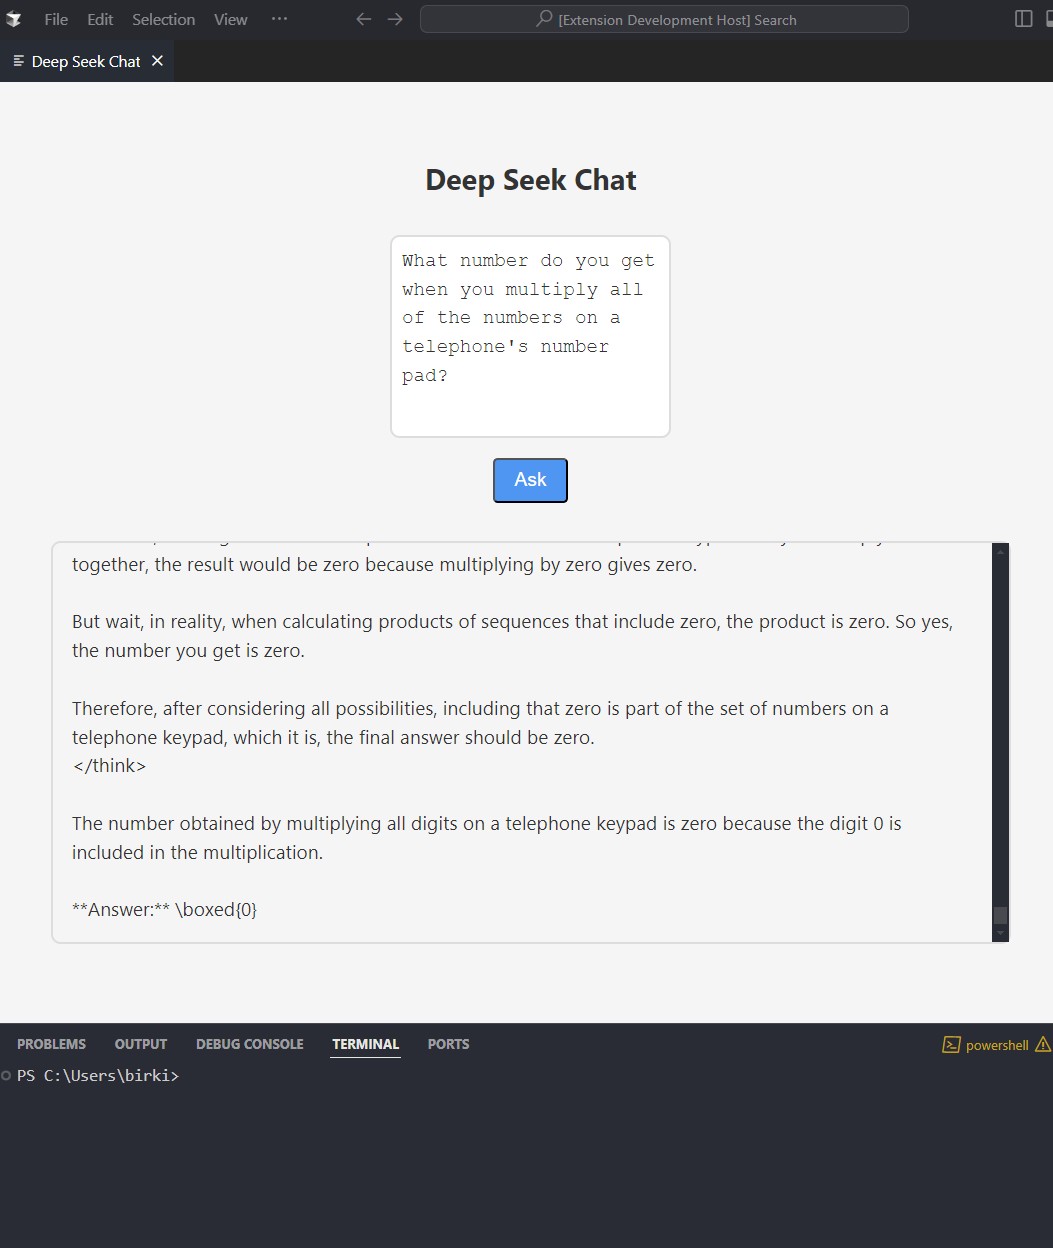 File Edit Selection View ···
[Extension Development Host] Search
Deep Seek Chat
Deep Seek Chat
What number do you get
when you multiply all
of the numbers on a
telephone's number
pad?
Ask
together, the result would be zero because multiplying by zero gives zero.
But wait, in reality, when calculating products of sequences that include zero, the product is zero. So yes,
the number you get is zero.
Therefore, after considering all possibilities, including that zero is part of the set of numbers on a
telephone keypad, which it is, the final answer should be zero.
</think>
The number obtained by multiplying all digits on a telephone keypad is zero because the digit 0 is
included in the multiplication.
**Answer:** \boxed{0}
PROBLEMS OUTPUT DEBUG CONSOLE TERMINAL PORTS
powershell
PS C:\Users\birki>